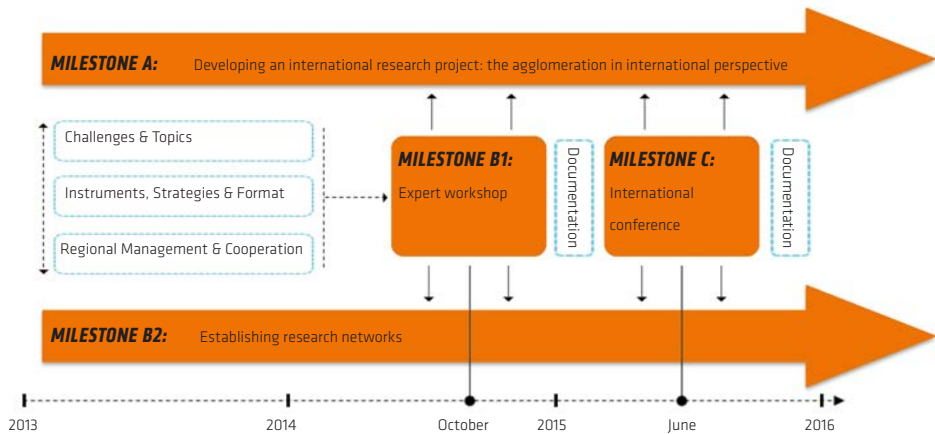 MILESTONE A: Developing an international research project: the agglomeration in international perspective
Challenges & Topics
Instruments, Strategies & Format
Regional Management & Cooperation
MILESTONE B1:
Expert workshop
Documentation
MILESTONE C:
International
conference
Documentation
MILESTONE B2: Establishing research networks
2013 2014 October 2015 June 2016